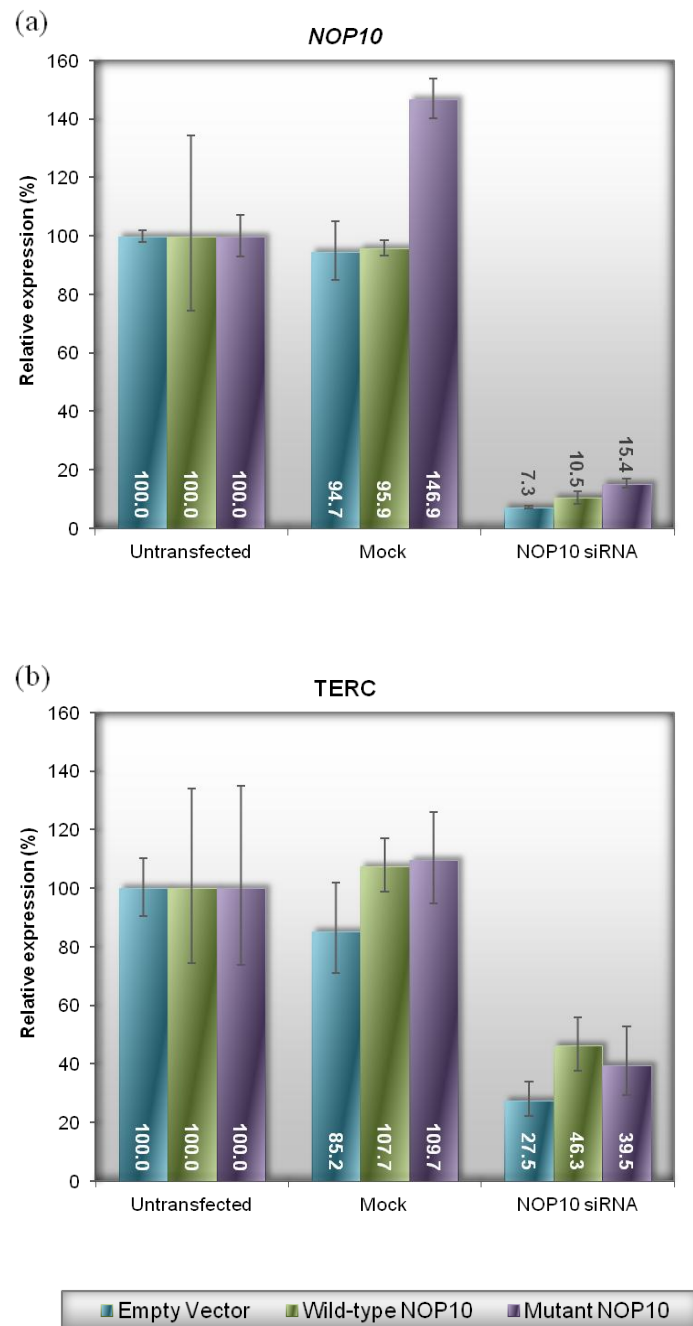 (a)
NOP10
160
140
120
100
80
60
40
20
0
Relative expression (%)
100.0
100.0
100.0
94.7
95.9
146.9
7.3
10.5
15.4
Untransfected
Mock
NOP10 siRNA
(b)
TERC
160
140
120
100
80
60
40
20
0
Relative expression (%)
100.0
100.0
100.0
85.2
107.7
109.7
27.5
46.3
39.5
Untransfected
Mock
NOP10 siRNA
Empty Vector
Wild-type NOP10
Mutant NOP10